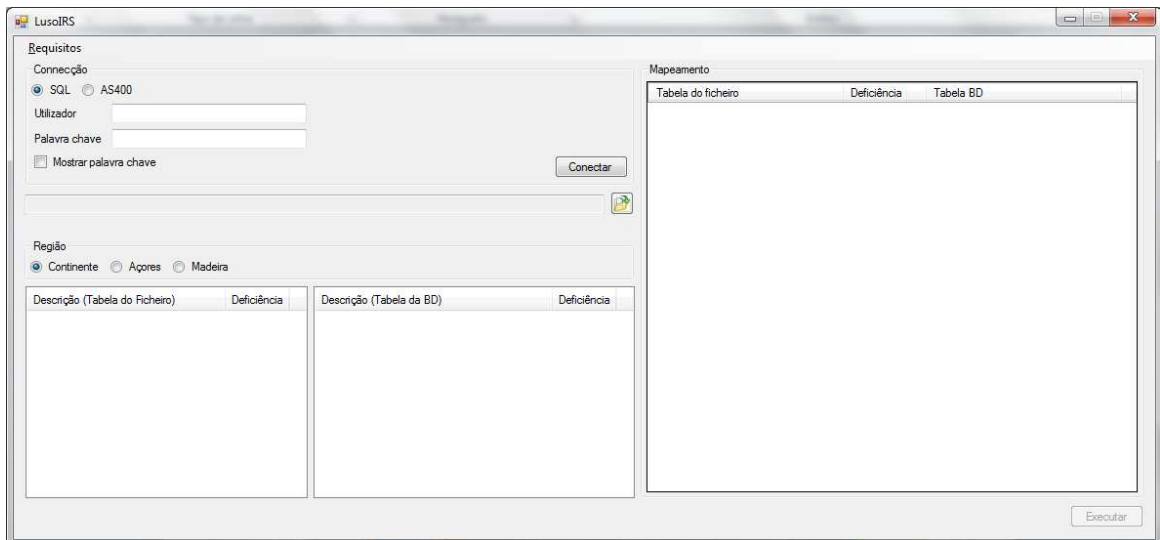 LusoIRS
Requisitos
Connecção
SQL AS400
Utilizador
Palavra chave
Mostrar palavra chave
Conectar
Região
Continente Açores Madeira
Descrição (Tabela do Ficheiro) Deficiência
Descrição (Tabela da BD) Deficiência
Mapeamento
Tabela do ficheiro Deficiência Tabela BD
Executar